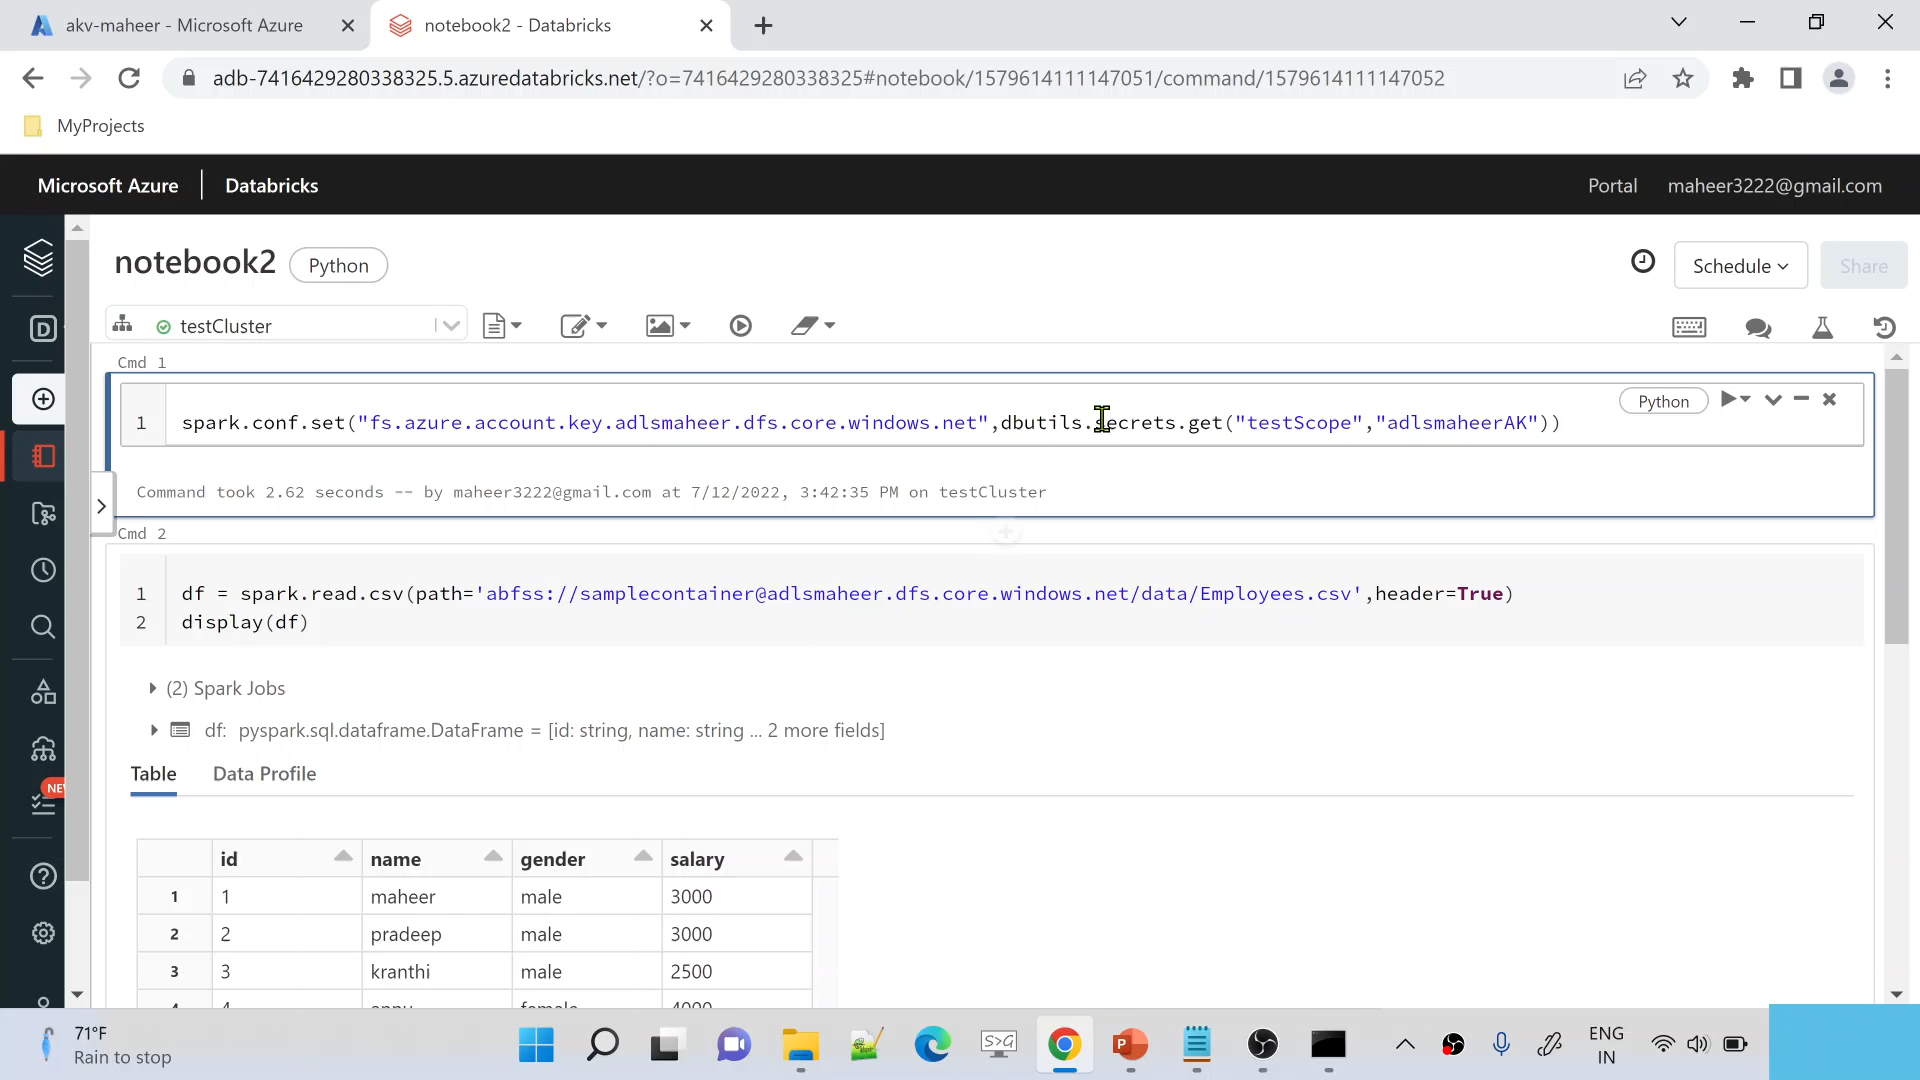 akv-maheer - Microsoft Azure
notebook2 - Databricks
adb-7416429280338325.5.azuredatabricks.net/?o=7416429280338325#notebook/1579614111147051/command/1579614111147052
MyProjects
Microsoft Azure | Databricks
Portal
maheer3222@gmail.com
notebook2
Python
Schedule
Share
D
testCluster
Cmd 1
Python
1 spark.conf.set("fs.azure.account.key.adlsmaheer.dfs.core.windows.net",dbutils.secrets.get("testScope","adlsmaheerAK"))
Command took 2.62 seconds -- by maheer3222@gmail.com at 7/12/2022, 3:42:35 PM on testCluster
Cmd 2
1 df = spark.read.csv(path='abfss://samplecontainer@adlsmaheer.dfs.core.windows.net/data/Employees.csv',header=True)
2 display(df)
(2) Spark Jobs
df: pyspark.sql.dataframe.DataFrame = [id: string, name: string ... 2 more fields]
Table
Data Profile
id name gender salary
1 1 maheer male 3000
2 2 pradeep male 3000
3 3 kranthi male 2500
71°F
Rain to stop
S>G
P
ENG
IN